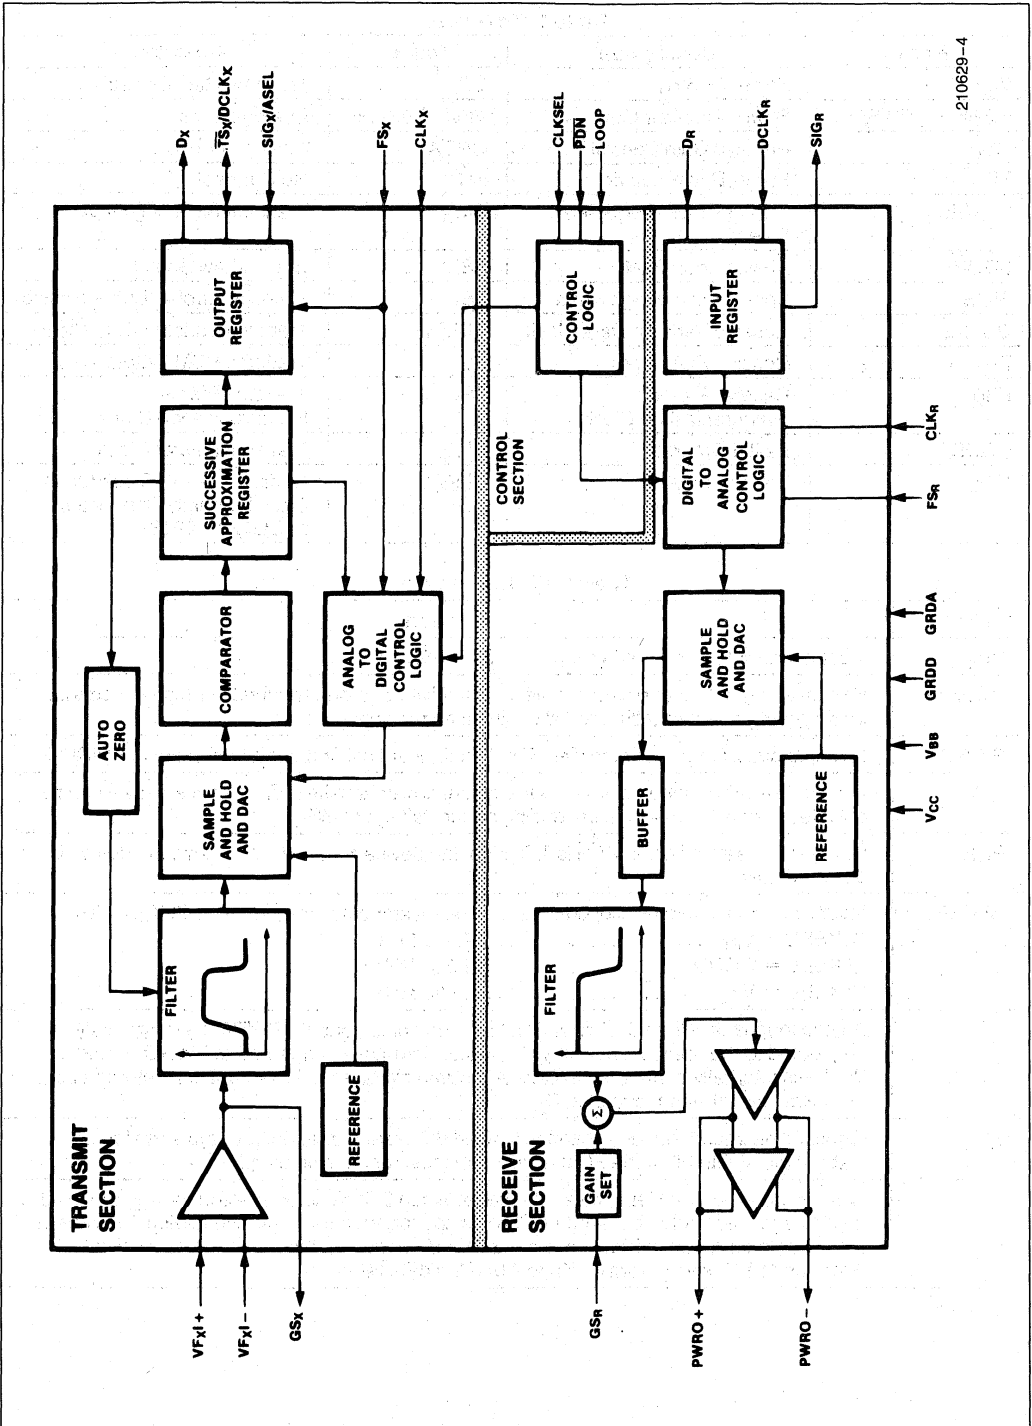 TRANSMIT
SECTION
VFXI +
VFXI −
GSX
FILTER
REFERENCE
AUTO
ZERO
SAMPLE
AND HOLD
AND DAC
COMPARATOR
SUCCESSIVE
APPROXIMATION
REGISTER
OUTPUT
REGISTER
ANALOG
TO
DIGITAL
CONTROL
LOGIC
DX
T̅S̅X/DCLKX
SIGX/ASEL
FSX
CLKX
CONTROL
SECTION
CONTROL
LOGIC
CLKSEL
P̅D̅N̅
LOOP
RECEIVE
SECTION
GSR
GAIN
SET
Σ
FILTER
BUFFER
SAMPLE
AND HOLD
AND DAC
DIGITAL
TO
ANALOG
CONTROL
LOGIC
INPUT
REGISTER
DR
DCLKR
SIGR
REFERENCE
PWRO +
PWRO −
VCC
VBB
GRDD
GRDA
FSR
CLKR
210629-4